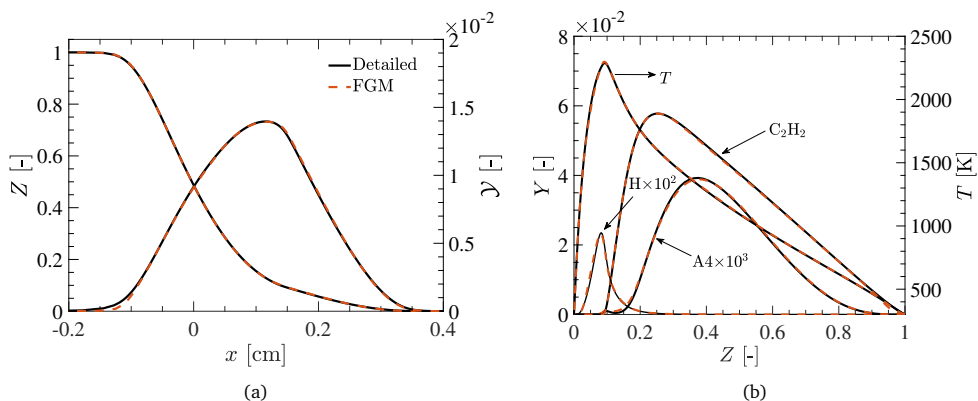 ×10⁻²
1
0.8
0.6
0.4
0.2
0
Z [-]
-0.2
0
0.2
0.4
x [cm]
2
1.5
1
0.5
0
𝒴 [-]
Detailed
FGM
(a)
×10⁻²
8
6
4
2
0
Y [-]
0
0.2
0.4
0.6
0.8
1
Z [-]
2500
2000
1500
1000
500
T [K]
T
C₂H₂
H×10²
A4×10³
(b)